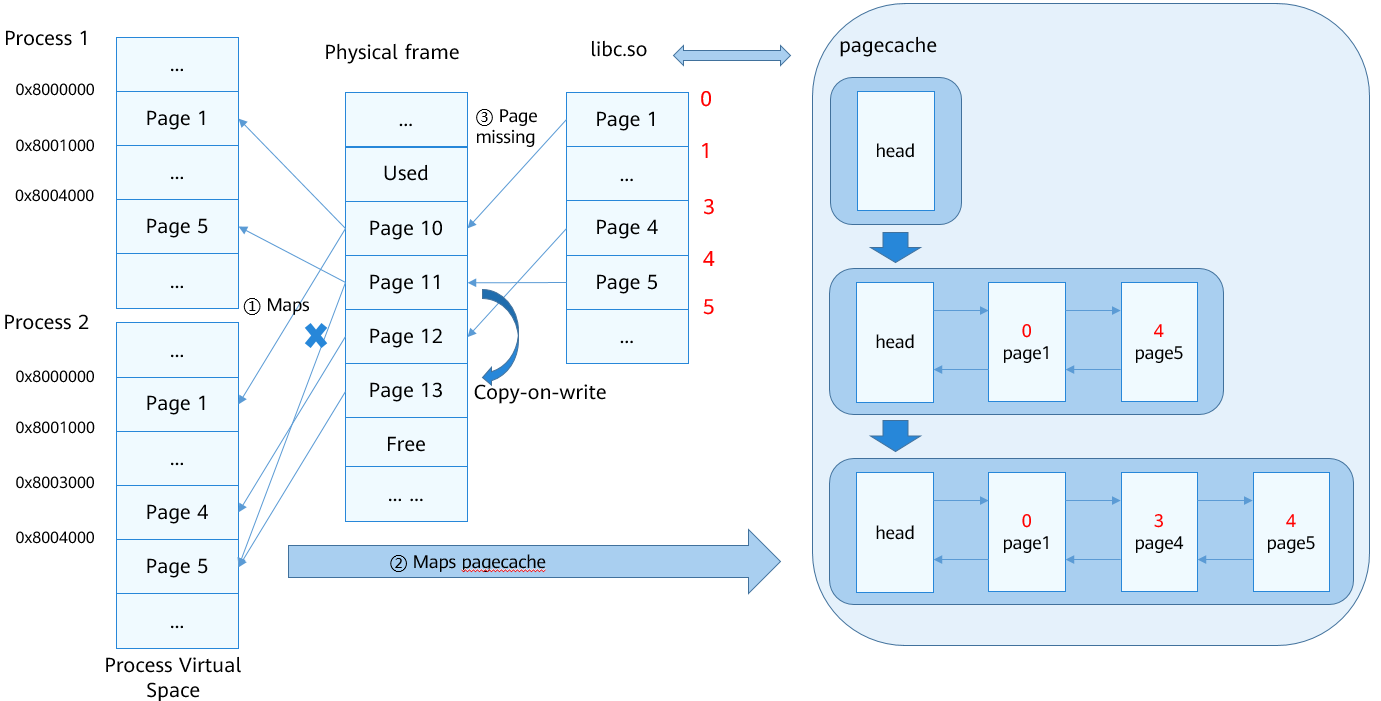 Process 1
...
0x8000000
Page 1
0x8001000
...
0x8004000
Page 5
...
Process 2
...
0x8000000
Page 1
0x8001000
...
0x8003000
Page 4
0x8004000
Page 5
...
Process Virtual
Space
① Maps
Physical frame
...
Used
Page 10
Page 11
Page 12
Page 13
Free
... ...
③ Page
missing
Copy-on-write
② Maps pagecache
libc.so
Page 1
...
Page 4
Page 5
...
0
1
3
4
5
pagecache
head
head
0
page1
4
page5
head
0
page1
3
page4
4
page5